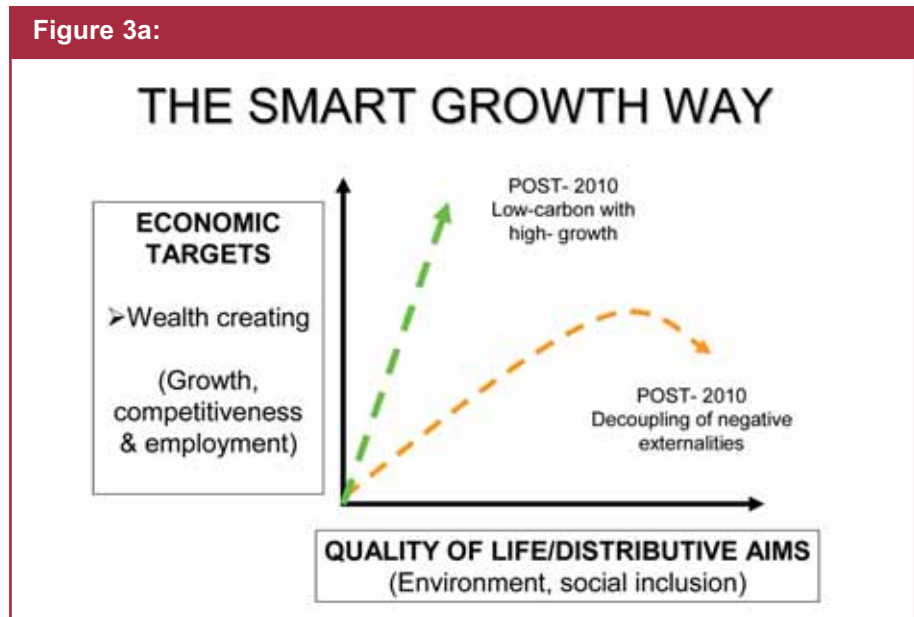 Figure 3a:
THE SMART GROWTH WAY
ECONOMIC
TARGETS
➢Wealth creating
(Growth,
competitiveness
& employment)
POST- 2010
Low-carbon with
high- growth
POST- 2010
Decoupling of negative
externalities
QUALITY OF LIFE/DISTRIBUTIVE AIMS
(Environment, social inclusion)